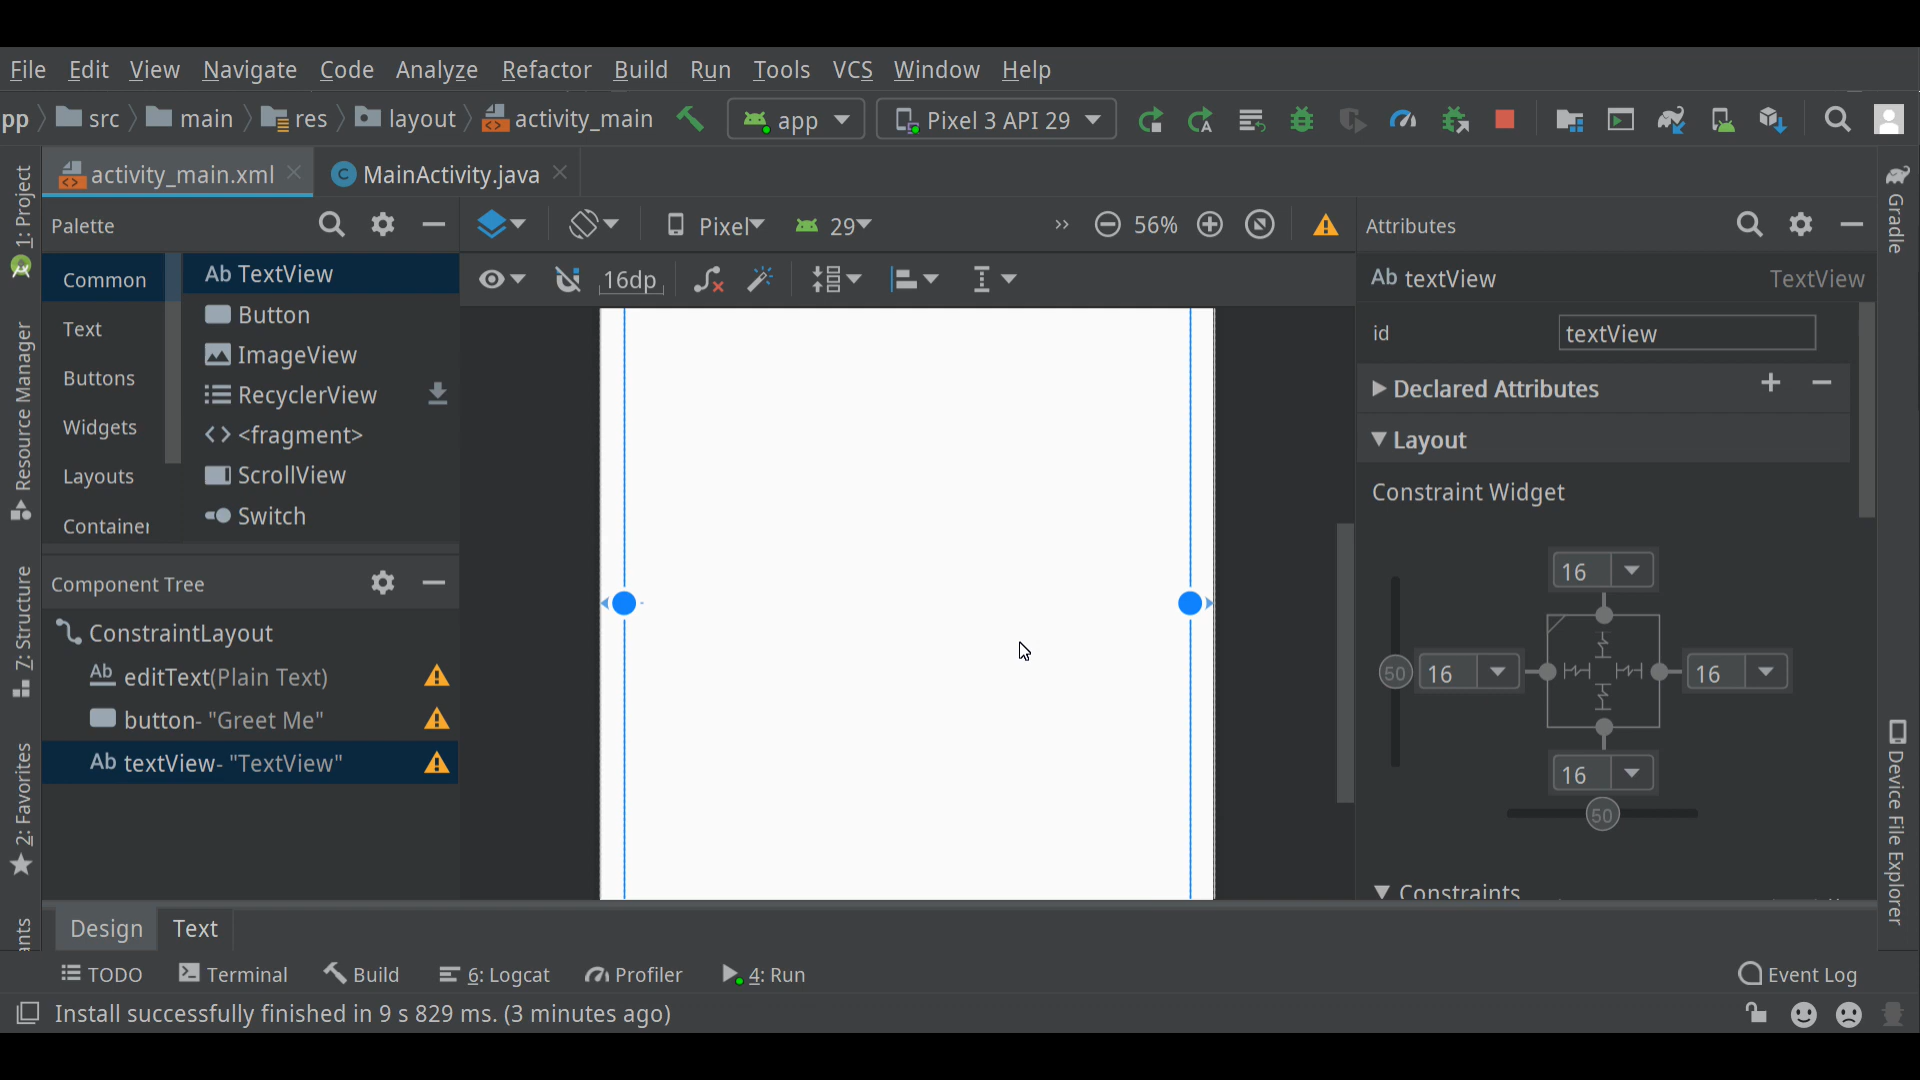 File Edit View Navigate Code Analyze Refactor Build Run Tools VCS Window Help
pp src main res layout activity_main app Pixel 3 API 29
activity_main.xml MainActivity.java
Palette
Common
Text
Buttons
Widgets
Layouts
Container
Ab TextView
Button
ImageView
RecyclerView
<fragment>
ScrollView
Switch
Component Tree
ConstraintLayout
Ab editText(Plain Text)
button- "Greet Me"
Ab textView- "TextView"
Pixel 29 » 56%
16dp
Attributes
Ab textView TextView
id textView
Declared Attributes
Layout
Constraint Widget
16
50 16 16
16
50
Constraints
1: Project
Resource Manager
Z: Structure
2: Favorites
ants
Gradle
Device File Explorer
Design Text
TODO Terminal Build 6: Logcat Profiler 4: Run Event Log
Install successfully finished in 9 s 829 ms. (3 minutes ago)